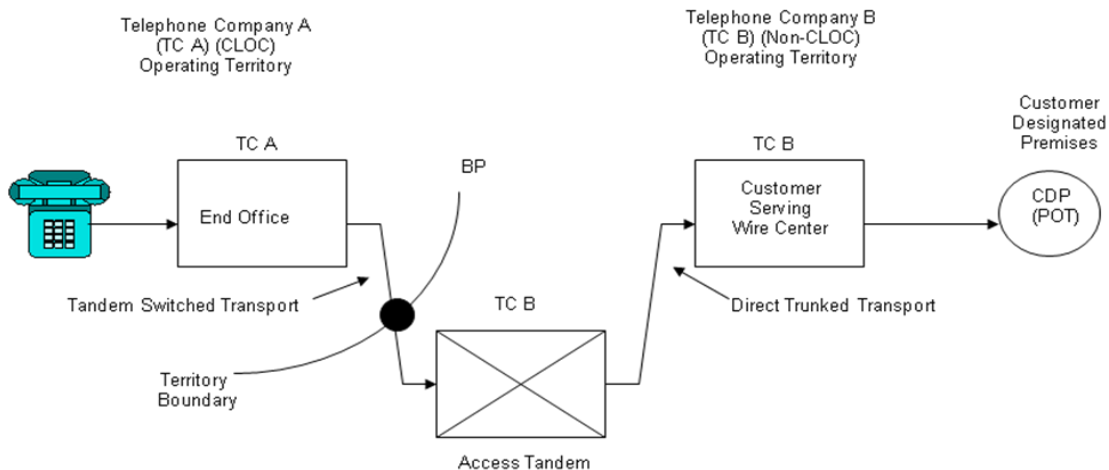 Telephone Company A
(TC A) (CLOC)
Operating Territory
Telephone Company B
(TC B) (Non-CLOC)
Operating Territory
Customer
Designated
Premises
TC A
BP
TC B
End Office
Customer
Serving
Wire Center
CDP
(POT)
Tandem Switched Transport
TC B
Direct Trunked Transport
Territory
Boundary
Access Tandem